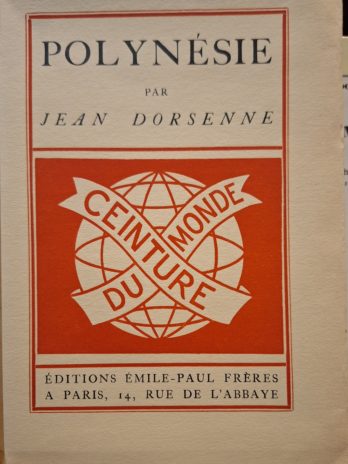 POLYNÉSIE
PAR
JEAN DORSENNE
CEINTURE
DU MONDE
ÉDITIONS ÉMILE-PAUL FRÈRES
A PARIS, 14, RUE DE L'ABBAYE